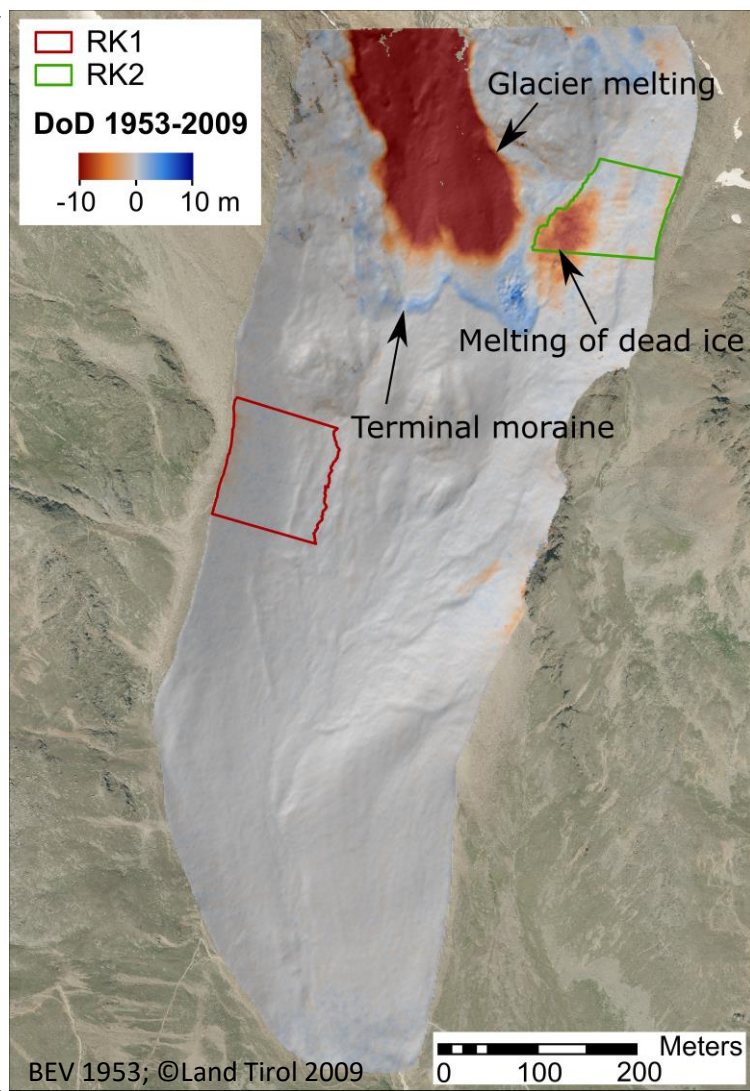 RK1
RK2
DoD 1953-2009
-10 0 10 m
Glacier melting
Melting of dead ice
Terminal moraine
Meters
0 100 200
BEV 1953; ©Land Tirol 2009